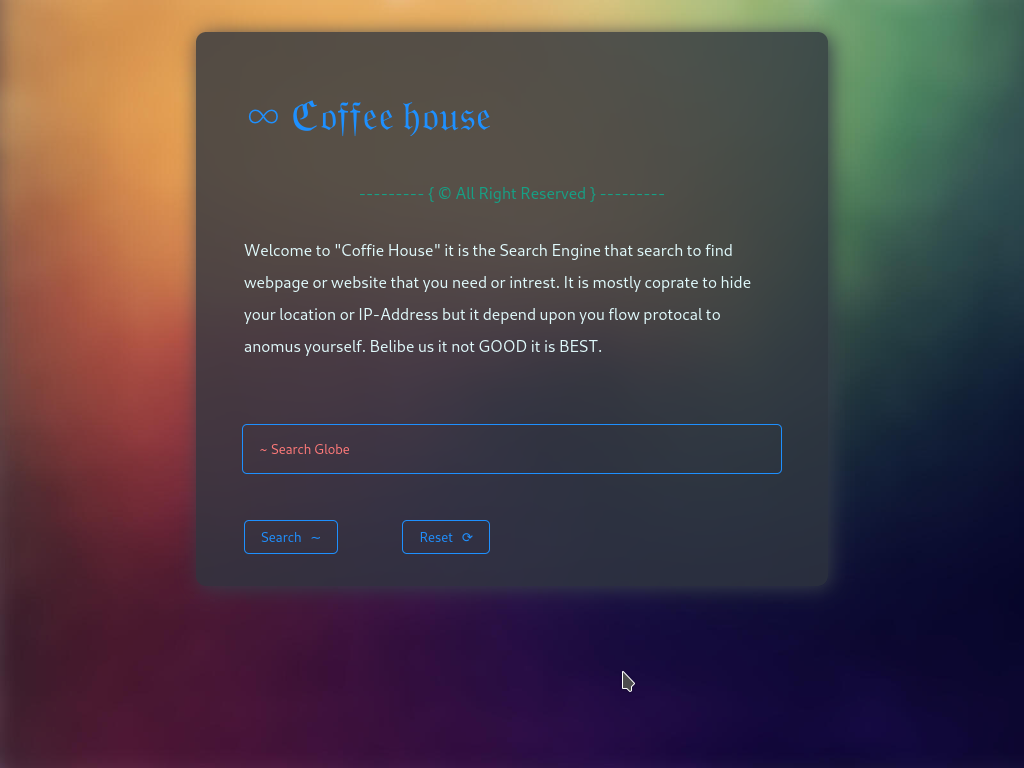 ∞ Coffee house
--------- { © All Right Reserved } ---------
Welcome to "Coffie House" it is the Search Engine that search to find
webpage or website that you need or intrest. It is mostly coprate to hide
your location or IP-Address but it depend upon you flow protocal to
anomus yourself. Belibe us it not GOOD it is BEST.
~ Search Globe
Search ~
Reset ⟳